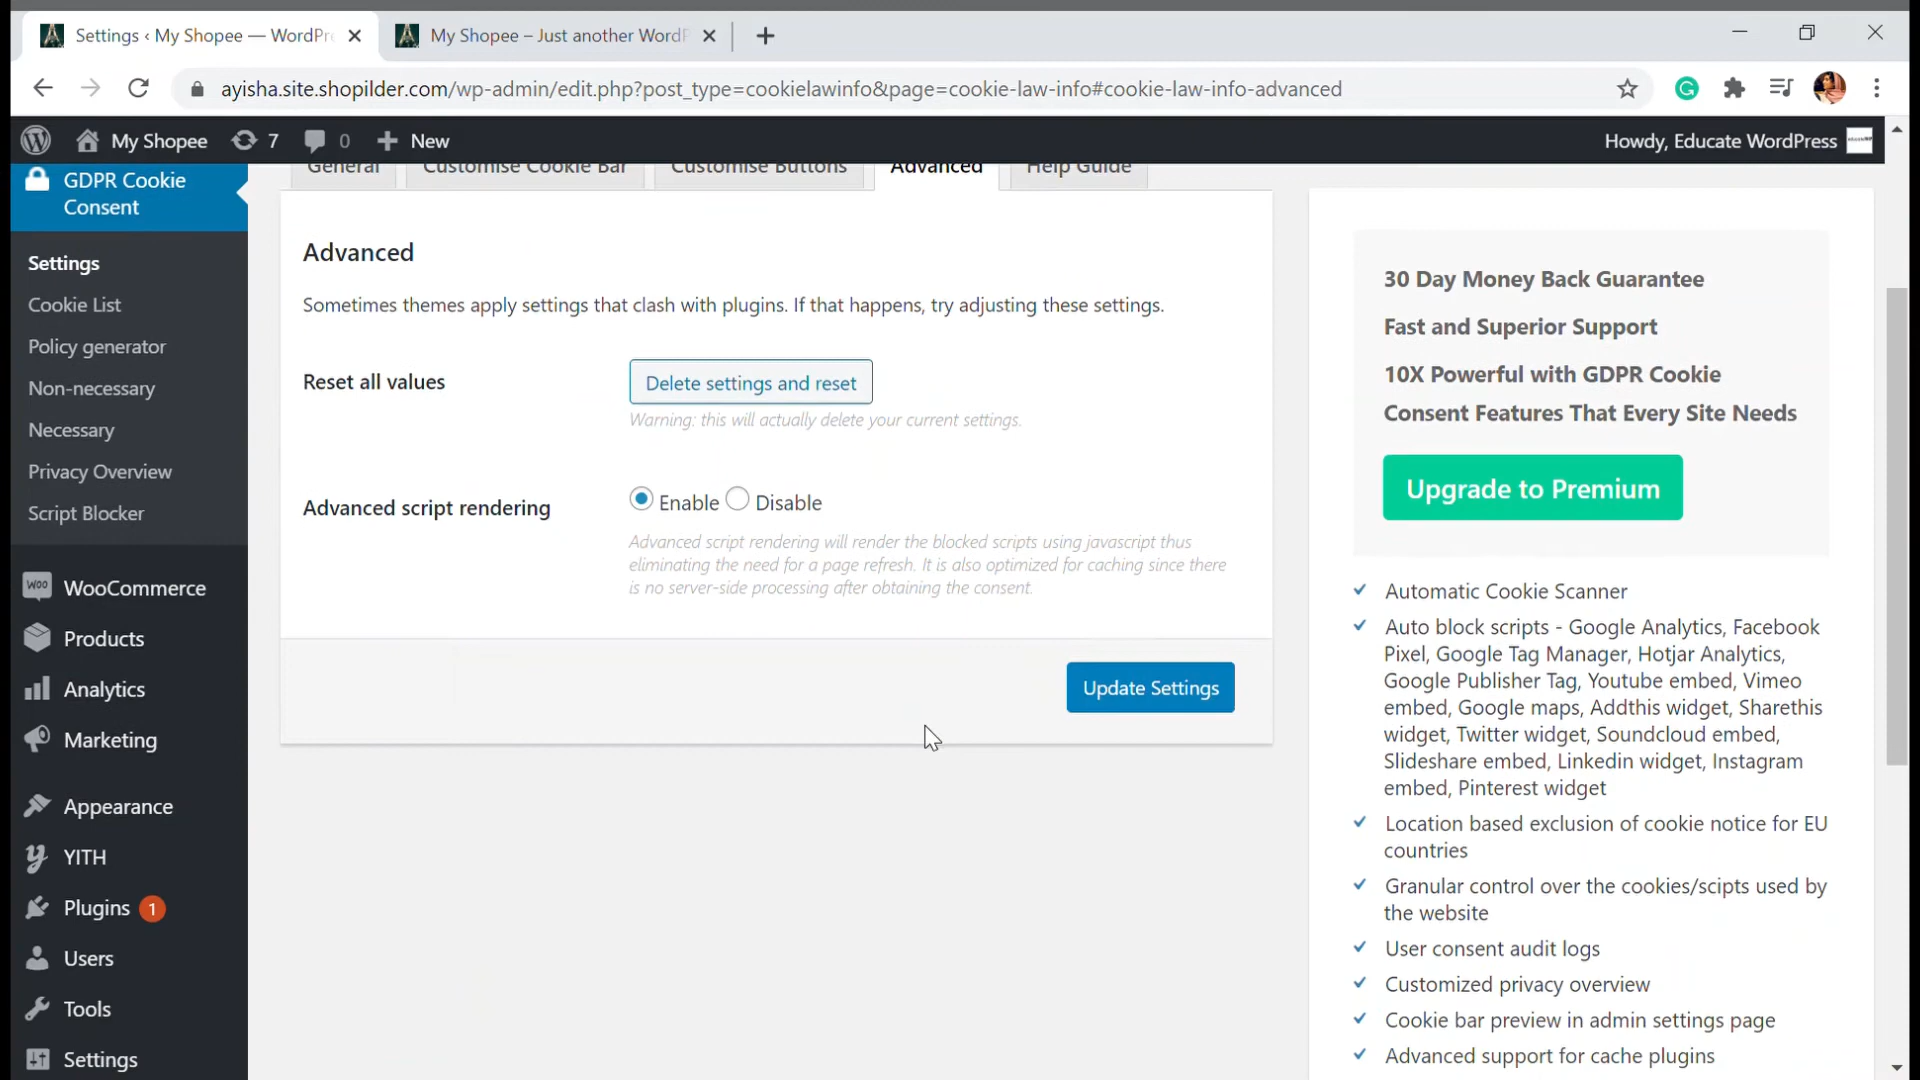 Settings ‹ My Shopee — WordPr
My Shopee – Just another WordP
ayisha.site.shopilder.com/wp-admin/edit.php?post_type=cookielawinfo&page=cookie-law-info#cookie-law-info-advanced
My Shopee 7 0 New
Howdy, Educate WordPress
GDPR Cookie
Consent
Settings
Cookie List
Policy generator
Non-necessary
Necessary
Privacy Overview
Script Blocker
WooCommerce
Products
Analytics
Marketing
Appearance
YITH
Plugins 1
Users
Tools
Settings
General Customise Cookie Bar Customise Buttons Advanced Help Guide
Advanced
Sometimes themes apply settings that clash with plugins. If that happens, try adjusting these settings.
Reset all values
Delete settings and reset
Warning: this will actually delete your current settings.
Advanced script rendering
Enable Disable
Advanced script rendering will render the blocked scripts using javascript thus
eliminating the need for a page refresh. It is also optimized for caching since there
is no server-side processing after obtaining the consent.
Update Settings
30 Day Money Back Guarantee
Fast and Superior Support
10X Powerful with GDPR Cookie
Consent Features That Every Site Needs
Upgrade to Premium
Automatic Cookie Scanner
Auto block scripts - Google Analytics, Facebook
Pixel, Google Tag Manager, Hotjar Analytics,
Google Publisher Tag, Youtube embed, Vimeo
embed, Google maps, Addthis widget, Sharethis
widget, Twitter widget, Soundcloud embed,
Slideshare embed, Linkedin widget, Instagram
embed, Pinterest widget
Location based exclusion of cookie notice for EU
countries
Granular control over the cookies/scipts used by
the website
User consent audit logs
Customized privacy overview
Cookie bar preview in admin settings page
Advanced support for cache plugins